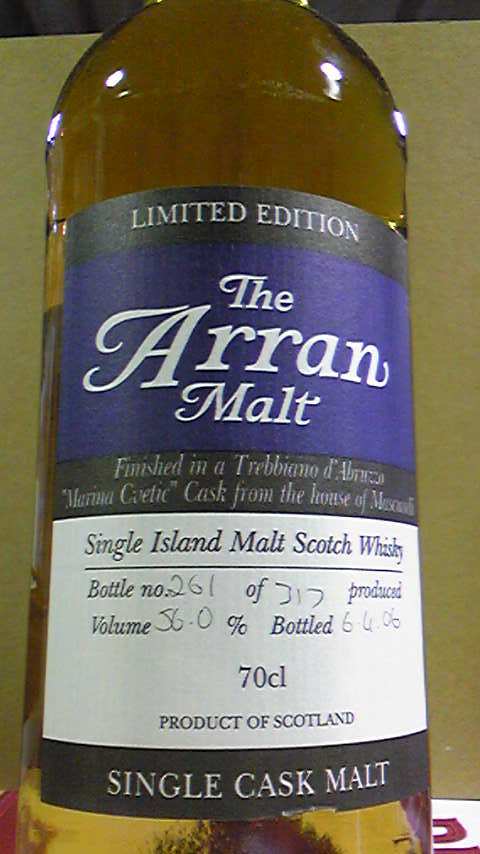 LIMITED EDITION
The
Arran
Malt
Finished in a Trebbiano d'Abruzzo
"Marina Cvetic" Cask from the house of Masciarelli
Single Island Malt Scotch Whisky
Bottle no. 261 of 317 produced
Volume 56.0 % Bottled 6.4.06
70cl
PRODUCT OF SCOTLAND
SINGLE CASK MALT